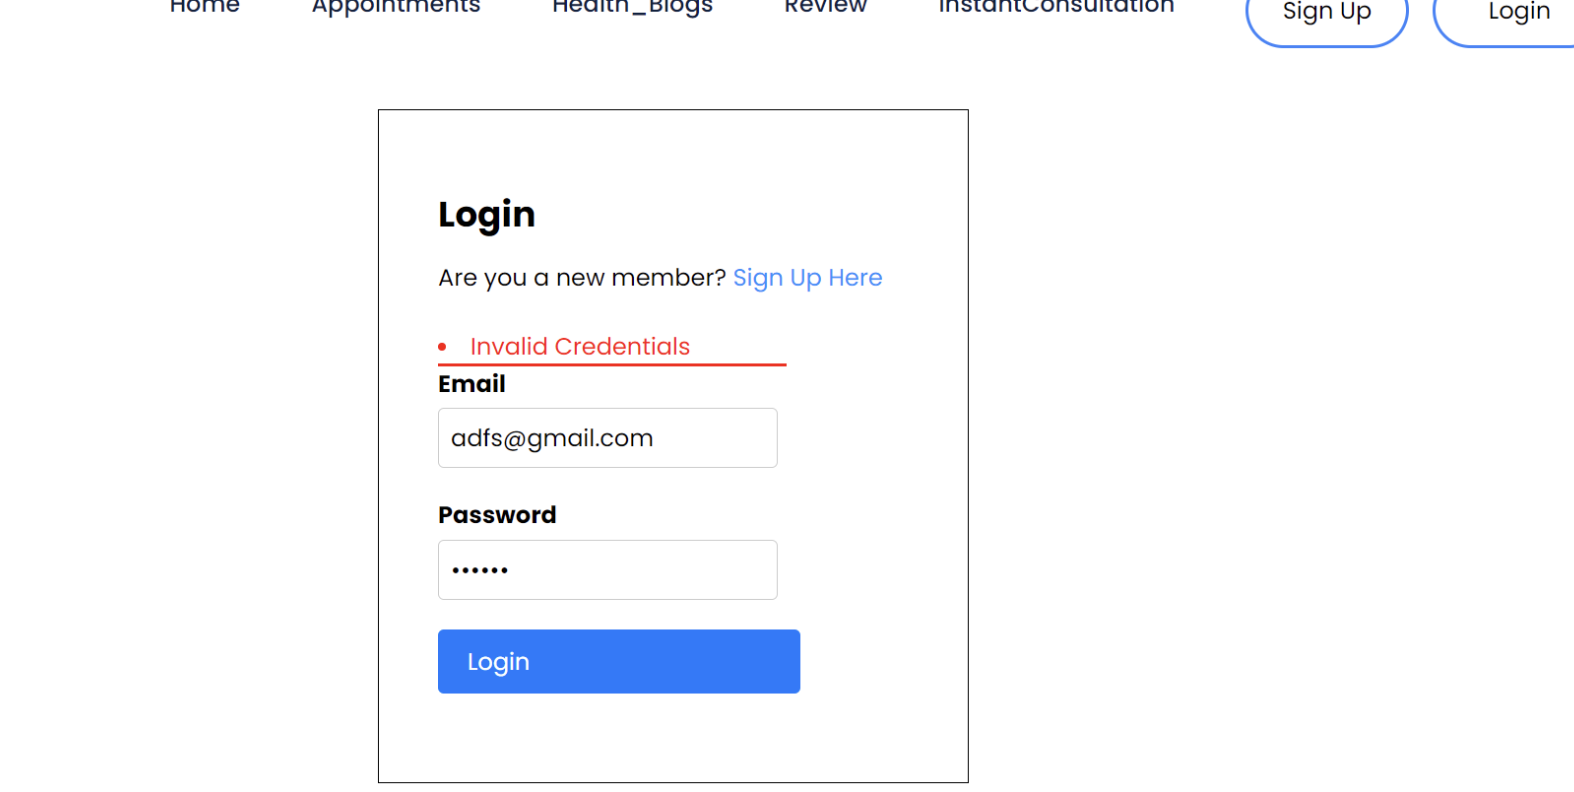 Home Appointments Health_Blogs Review InstantConsultation Sign Up Login
Login
Are you a new member? Sign Up Here
• Invalid Credentials
Email
adfs@gmail.com
Password
••••••
Login